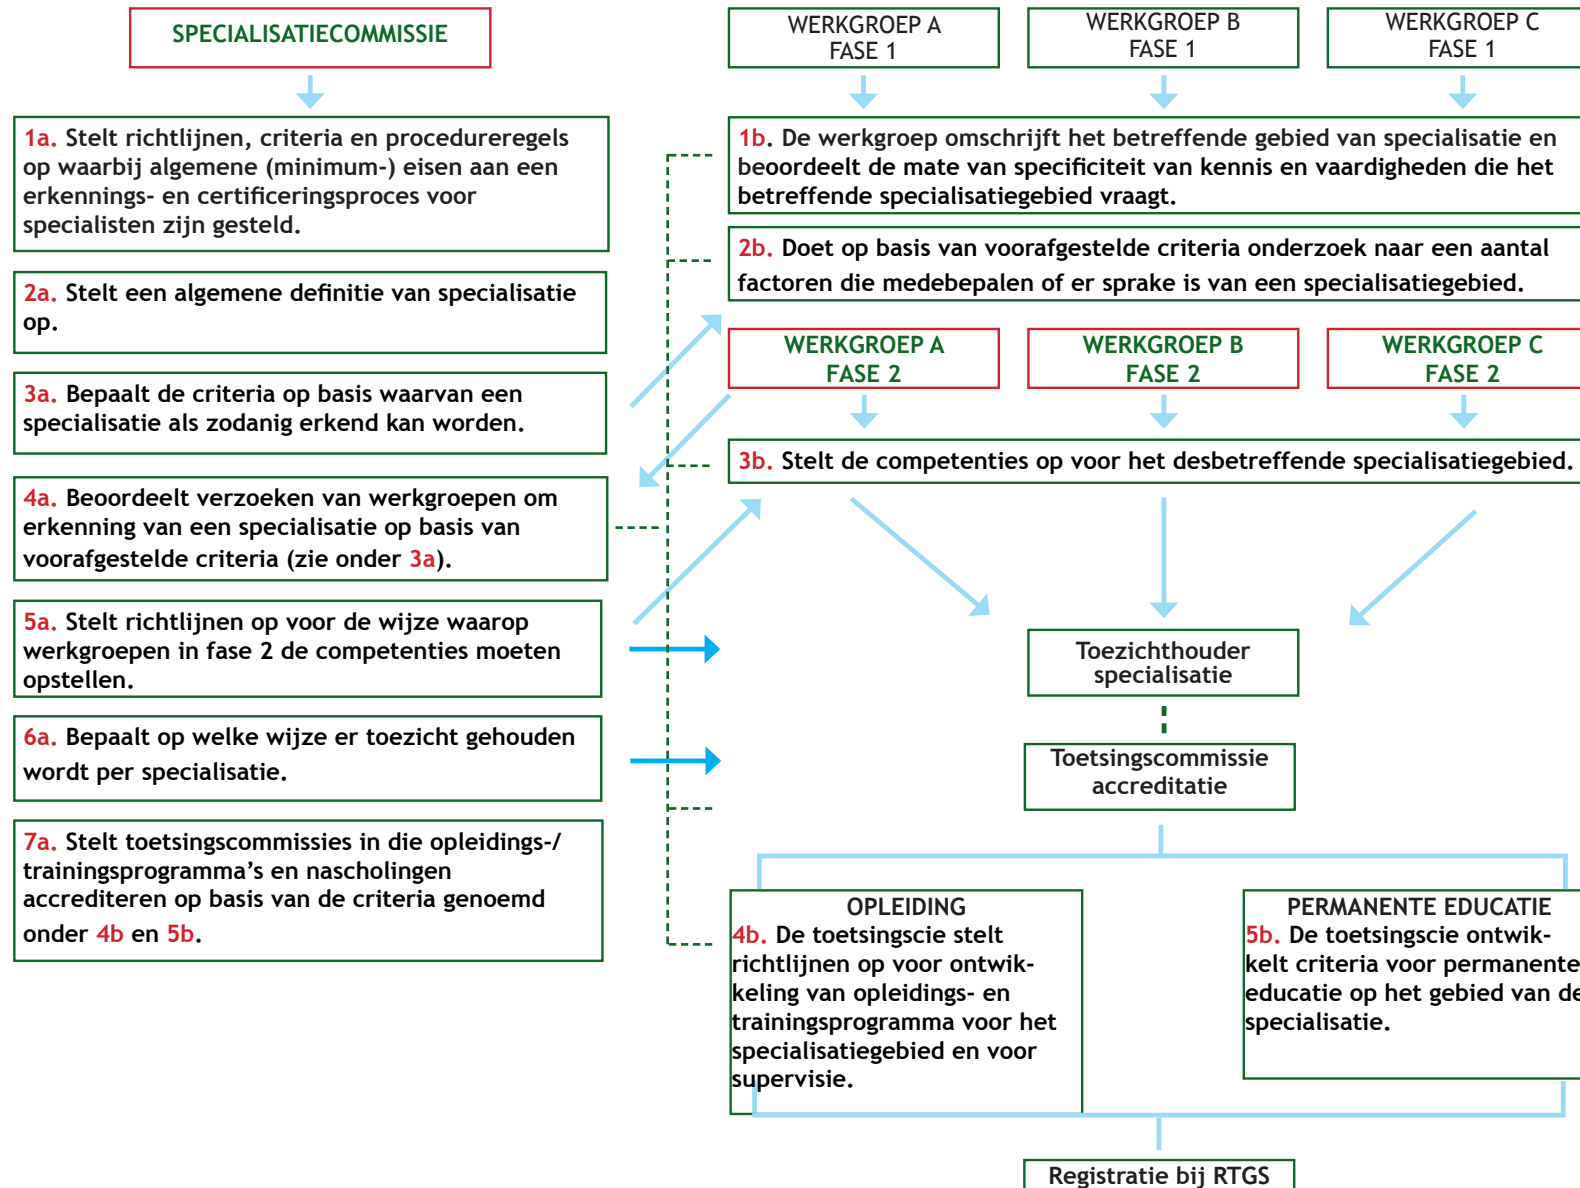 SPECIALISATIECOMMISSIE
1a. Stelt richtlijnen, criteria en procedureregels
op waarbij algemene (minimum-) eisen aan een
erkennings- en certificeringsproces voor
specialisten zijn gesteld.
2a. Stelt een algemene definitie van specialisatie
op.
3a. Bepaalt de criteria op basis waarvan een
specialisatie als zodanig erkend kan worden.
4a. Beoordeelt verzoeken van werkgroepen om
erkenning van een specialisatie op basis van
voorafgestelde criteria (zie onder 3a).
5a. Stelt richtlijnen op voor de wijze waarop
werkgroepen in fase 2 de competenties moeten
opstellen.
6a. Bepaalt op welke wijze er toezicht gehouden
wordt per specialisatie.
7a. Stelt toetsingscommissies in die opleidings-/
trainingsprogramma's en nascholingen
accrediteren op basis van de criteria genoemd
onder 4b en 5b.
WERKGROEP A
FASE 1
WERKGROEP B
FASE 1
WERKGROEP C
FASE 1
1b. De werkgroep omschrijft het betreffende gebied van specialisatie en
beoordeelt de mate van specificiteit van kennis en vaardigheden die het
betreffende specialisatiegebied vraagt.
2b. Doet op basis van voorafgestelde criteria onderzoek naar een aantal
factoren die medebepalen of er sprake is van een specialisatiegebied.
WERKGROEP A
FASE 2
WERKGROEP B
FASE 2
WERKGROEP C
FASE 2
3b. Stelt de competenties op voor het desbetreffende specialisatiegebied.
Toezichthouder
specialisatie
Toetsingscommissie
accreditatie
OPLEIDING
4b. De toetsingscie stelt
richtlijnen op voor ontwik-
keling van opleidings- en
trainingsprogramma voor het
specialisatiegebied en voor
supervisie.
PERMANENTE EDUCATIE
5b. De toetsingscie ontwik-
kelt criteria voor permanente
educatie op het gebied van de
specialisatie.
Registratie bij RTGS